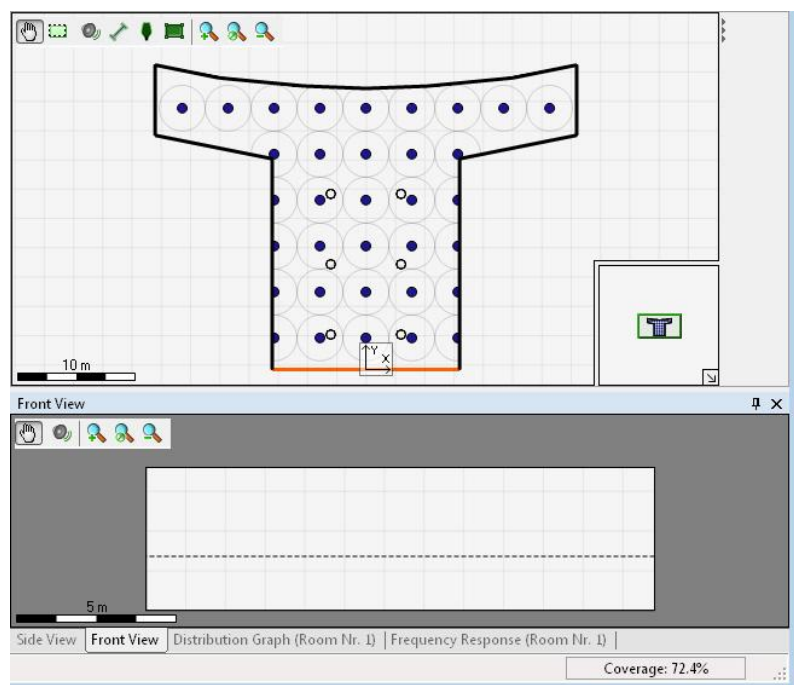 Y
X
10 m
Front View
5 m
Side View Front View Distribution Graph (Room Nr. 1) Frequency Response (Room Nr. 1)
Coverage: 72.4%